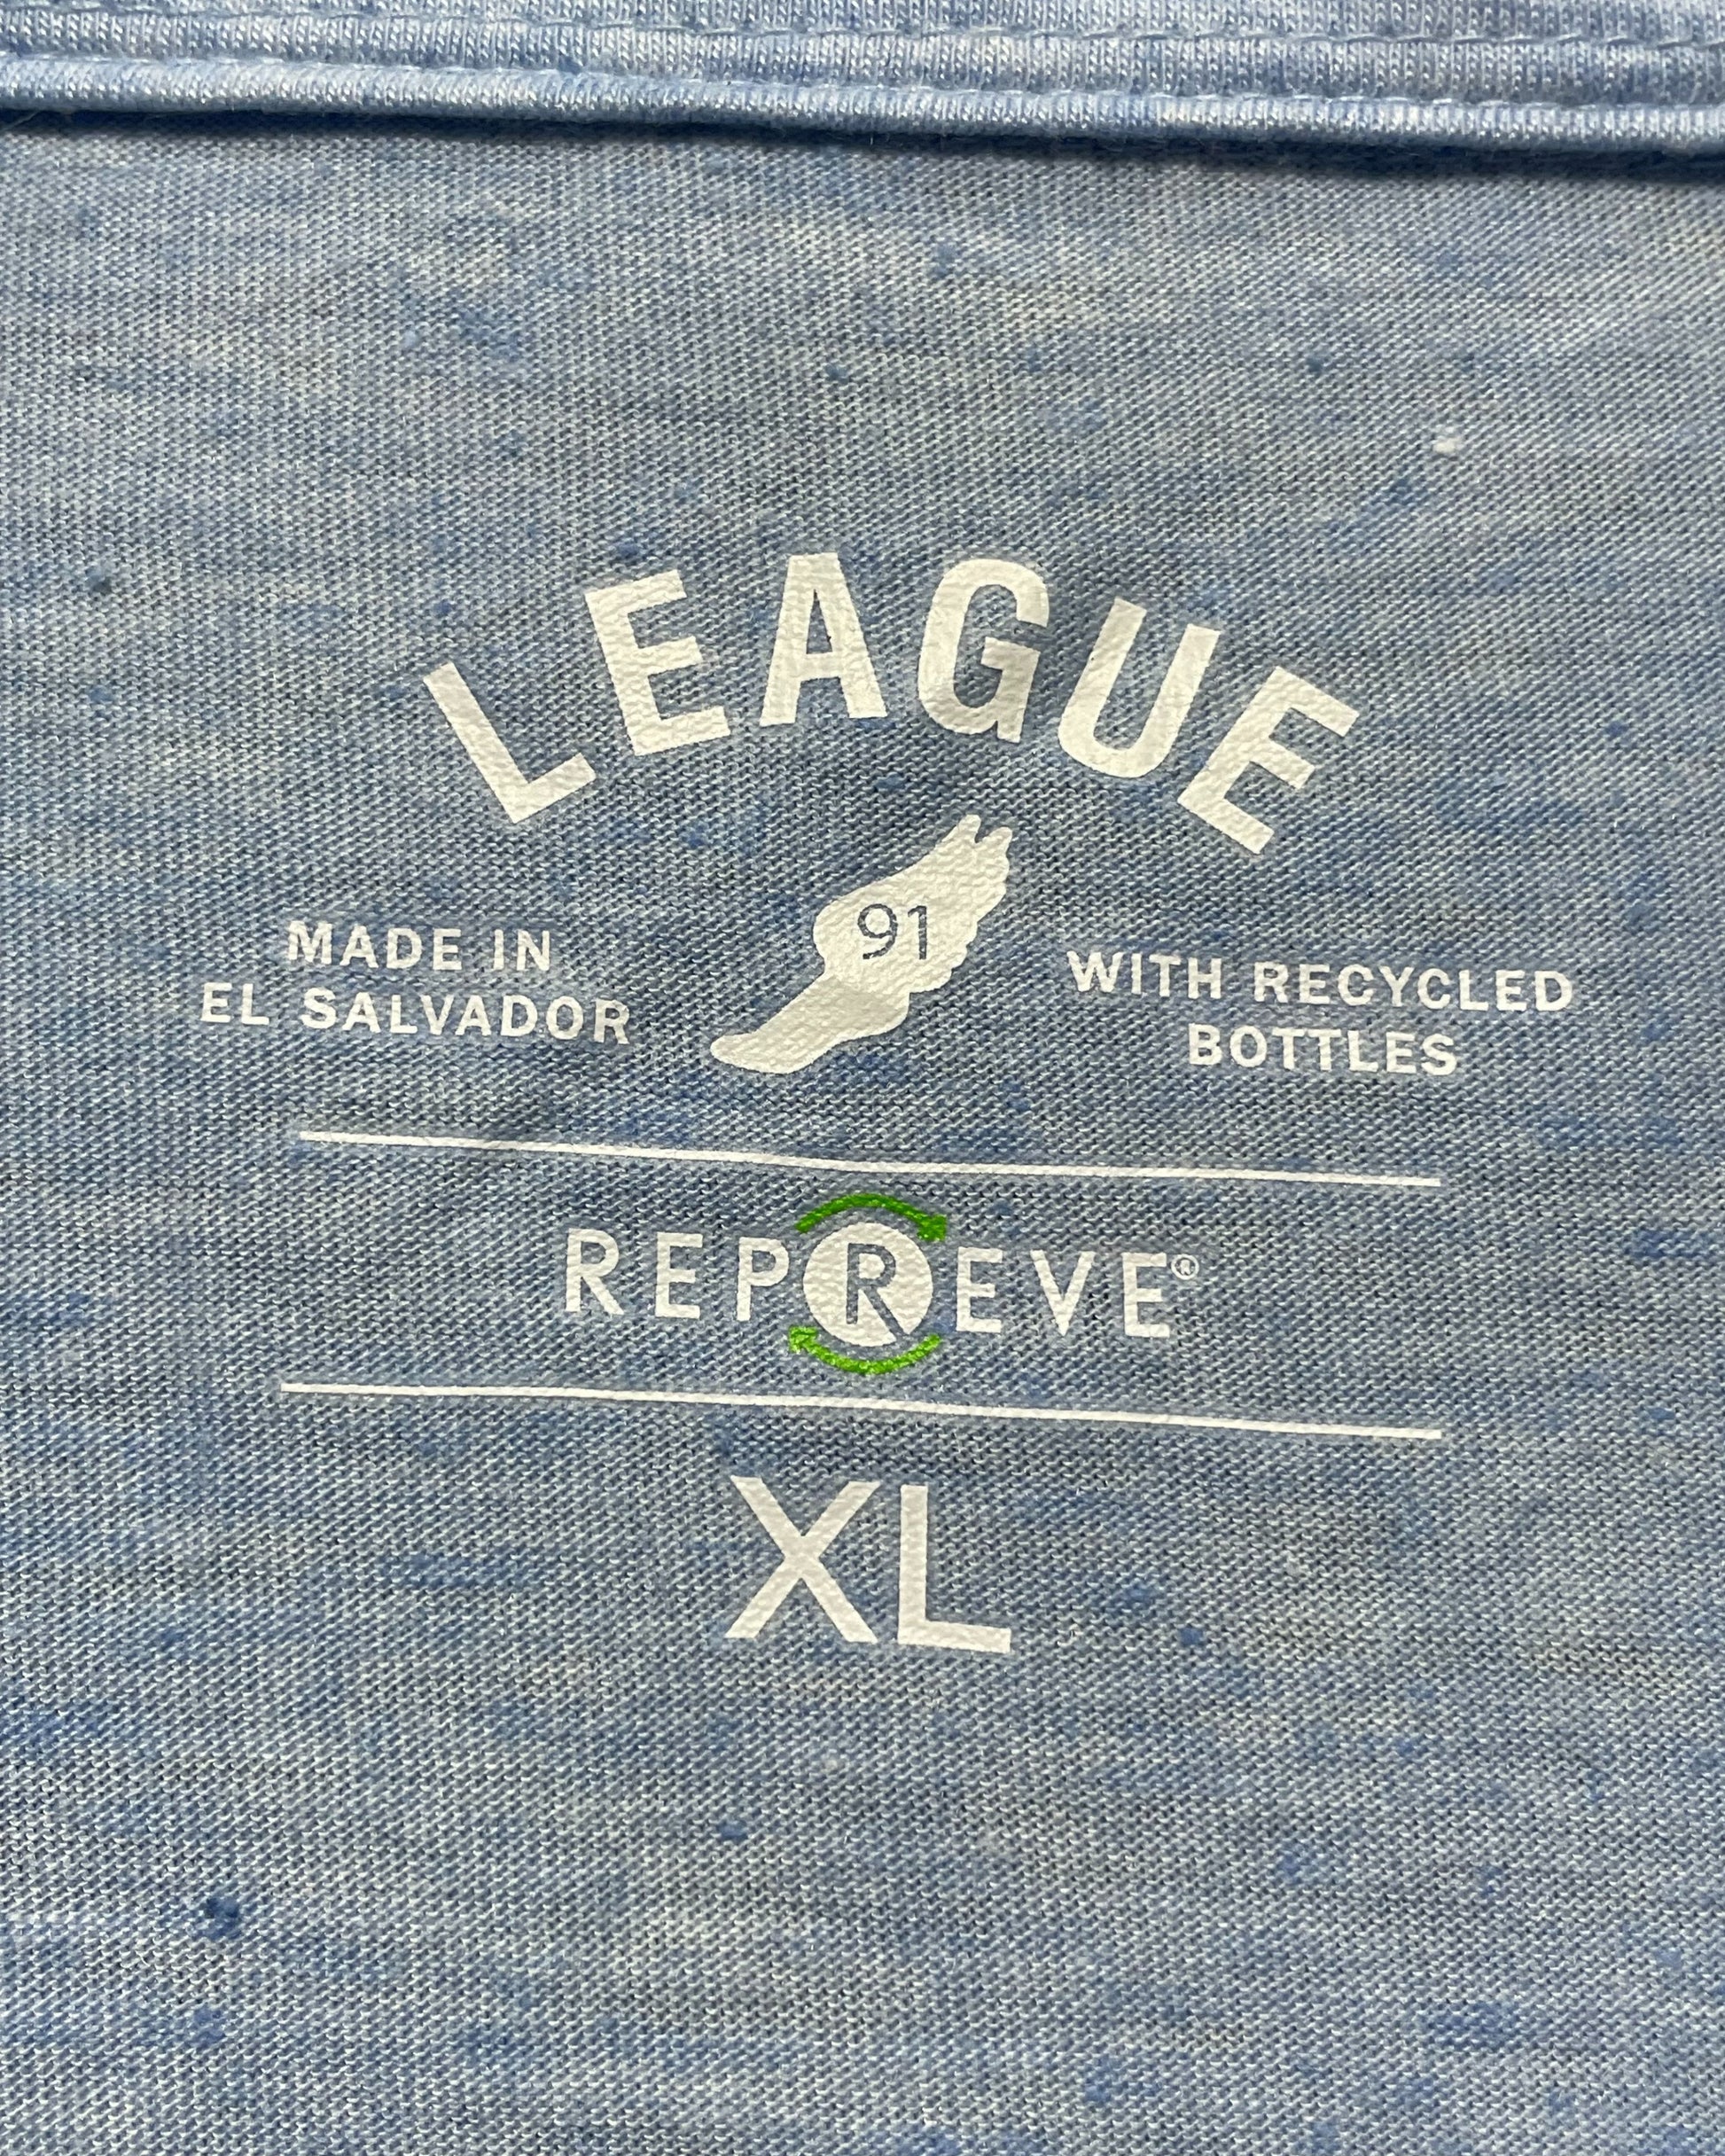 LEAGUE
91
MADE IN
EL SALVADOR
WITH RECYCLED
BOTTLES
REPREVE®
XL